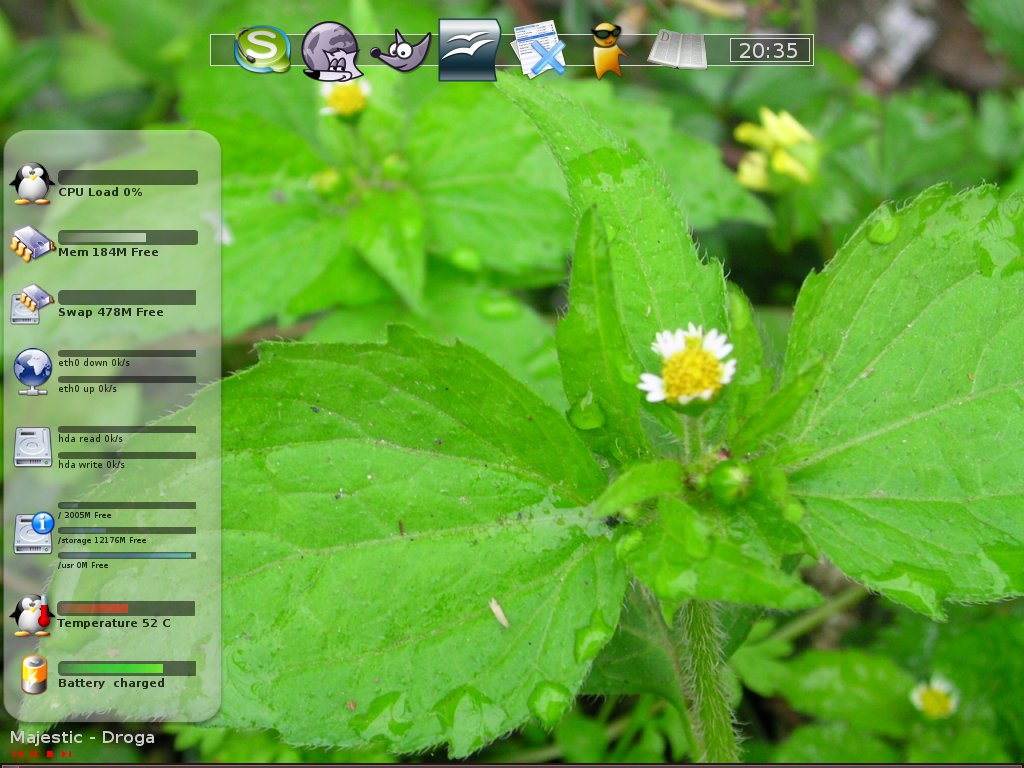 S
20:35
D
CPU Load 0%
Mem 184M Free
Swap 478M Free
eth0 down 0k/s
eth0 up 0k/s
hda read 0k/s
hda write 0k/s
/ 3005M Free
/storage 12176M Free
/usr 0M Free
Temperature 52 C
Battery  charged
Majestic - Droga